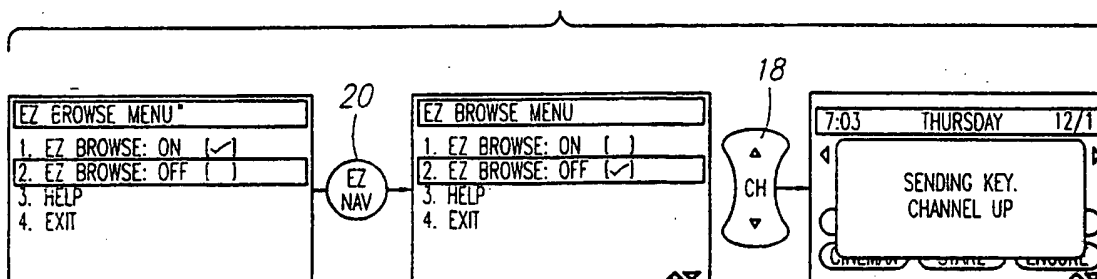 20
18
EZ BROWSE MENU
1. EZ BROWSE: ON [✓]
2. EZ BROWSE: OFF [ ]
3. HELP
4. EXIT
EZ
NAV
EZ BROWSE MENU
1. EZ BROWSE: ON [ ]
2. EZ BROWSE: OFF [✓]
3. HELP
4. EXIT
CH
7:03 THURSDAY 12/1
SENDING KEY.
CHANNEL UP